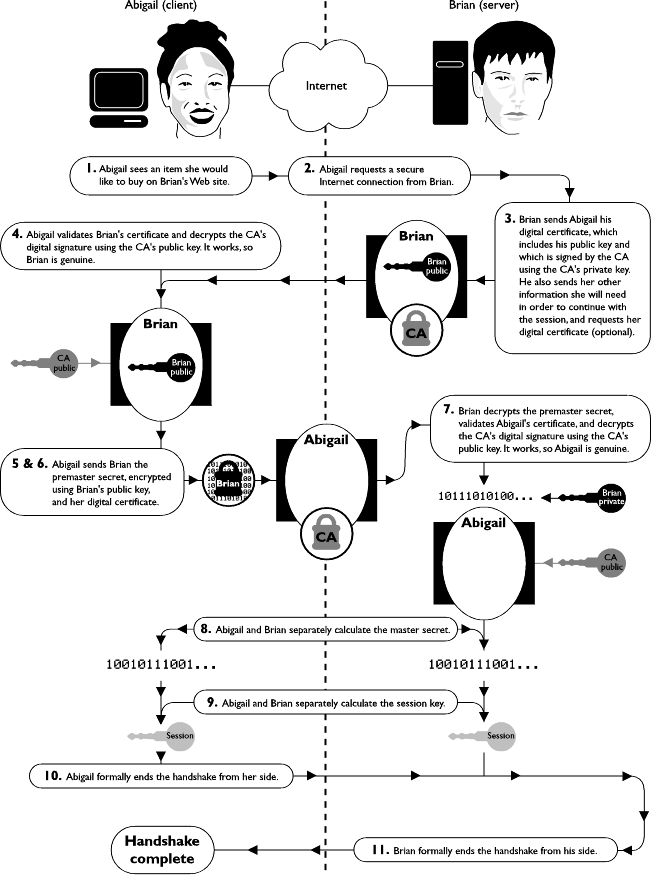 Abigail (client)
Brian (server)
Internet
1. Abigail sees an item she would
like to buy on Brian's Web site.
2. Abigail requests a secure
Internet connection from Brian.
3. Brian sends Abigail his
digital certificate, which
includes his public key and
which is signed by the CA
using the CA's private key.
He also sends her other
information she will need
in order to continue with
the session, and requests her
digital certificate (optional).
Brian
Brian
public
CA
4. Abigail validates Brian's certificate and decrypts the CA's
digital signature using the CA's public key. It works, so
Brian is genuine.
Brian
CA
public
Brian
public
5 & 6. Abigail sends Brian the
premaster secret, encrypted
using Brian's public key,
and her digital certificate.
Brian
Abigail
CA
7. Brian decrypts the premaster secret,
validates Abigail's certificate, and decrypts
the CA's digital signature using the CA's
public key. It works, so Abigail is genuine.
10111010100...
Brian
private
Abigail
CA
public
8. Abigail and Brian separately calculate the master secret.
10010111001...
10010111001...
9. Abigail and Brian separately calculate the session key.
Session
Session
10. Abigail formally ends the handshake from her side.
11. Brian formally ends the handshake from his side.
Handshake
complete